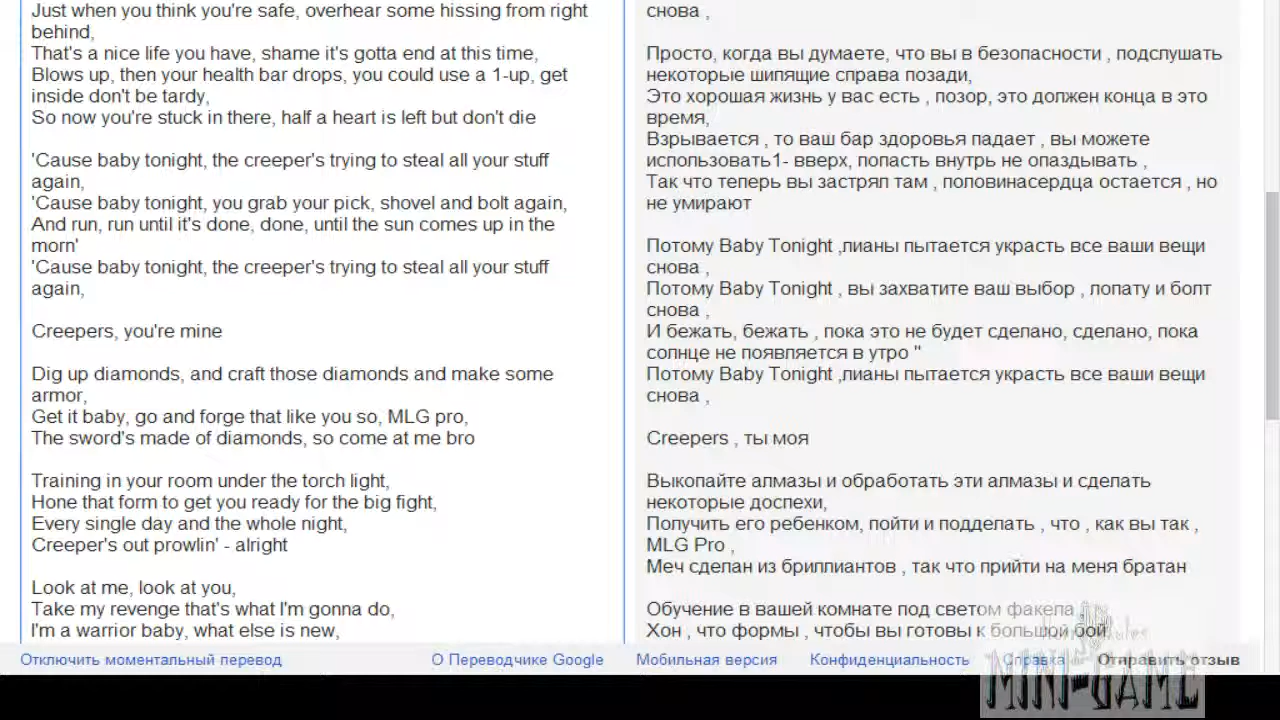 Just when you think you're safe, overhear some hissing from right
behind,
That's a nice life you have, shame it's gotta end at this time,
Blows up, then your health bar drops, you could use a 1-up, get
inside don't be tardy,
So now you're stuck in there, half a heart is left but don't die
'Cause baby tonight, the creeper's trying to steal all your stuff
again,
'Cause baby tonight, you grab your pick, shovel and bolt again,
And run, run until it's done, done, until the sun comes up in the
morn'
'Cause baby tonight, the creeper's trying to steal all your stuff
again,
Creepers, you're mine
Dig up diamonds, and craft those diamonds and make some
armor,
Get it baby, go and forge that like you so, MLG pro,
The sword's made of diamonds, so come at me bro
Training in your room under the torch light,
Hone that form to get you ready for the big fight,
Every single day and the whole night,
Creeper's out prowlin' - alright
Look at me, look at you,
Take my revenge that's what I'm gonna do,
I'm a warrior baby, what else is new,
снова ,
Просто, когда вы думаете, что вы в безопасности , подслушать
некоторые шипящие справа позади,
Это хорошая жизнь у вас есть , позор, это должен конца в это
время,
Взрывается , то ваш бар здоровья падает , вы можете
использовать1- вверх, попасть внутрь не опаздывать ,
Так что теперь вы застрял там , половинасердца остается , но
не умирают
Потому Baby Tonight ,лианы пытается украсть все ваши вещи
снова ,
Потому Baby Tonight , вы захватите ваш выбор , лопату и болт
снова ,
И бежать, бежать , пока это не будет сделано, сделано, пока
солнце не появляется в утро "
Потому Baby Tonight ,лианы пытается украсть все ваши вещи
снова ,
Creepers , ты моя
Выкопайте алмазы и обработать эти алмазы и сделать
некоторые доспехи,
Получить его ребенком, пойти и подделать , что , как вы так ,
MLG Pro ,
Меч сделан из бриллиантов , так что прийти на меня братан
Обучение в вашей комнате под светом факела ,
Хон , что формы , чтобы вы готовы к большой бой,
Отключить моментальный перевод О Переводчике Google Мобильная версия Конфиденциальность Справка Отправить отзыв
MINI-GAME